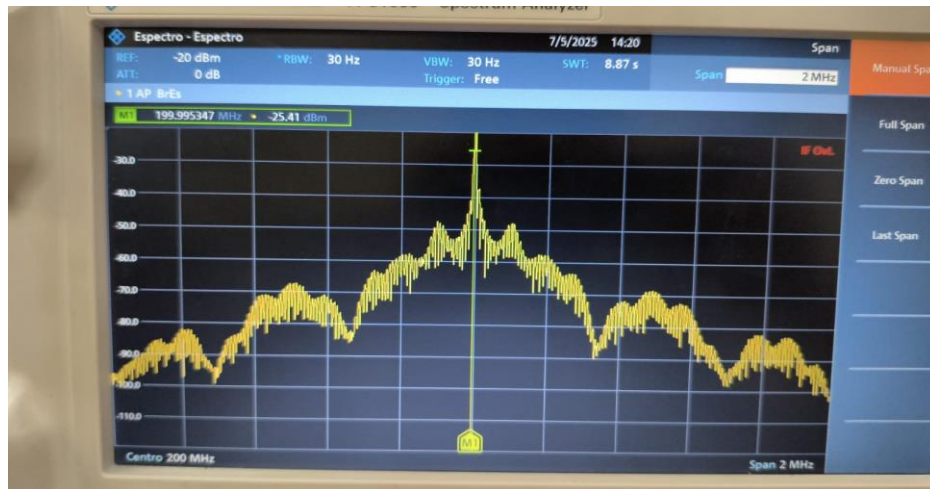 Spectrum Analyzer
Espectro - Espectro
7/5/2025 14:20
Span
REF: -20 dBm
*RBW: 30 Hz
VBW: 30 Hz
SWT: 8.87 s
ATT: 0 dB
Trigger: Free
Span 2 MHz
1 AP BrEs
M1 199.995347 MHz -25.41 dBm
IF Ovl.
-30.0
-40.0
-50.0
-60.0
-70.0
-80.0
-90.0
-100.0
-110.0
M1
Centro 200 MHz
Span 2 MHz
Manual Spa
Full Span
Zero Span
Last Span